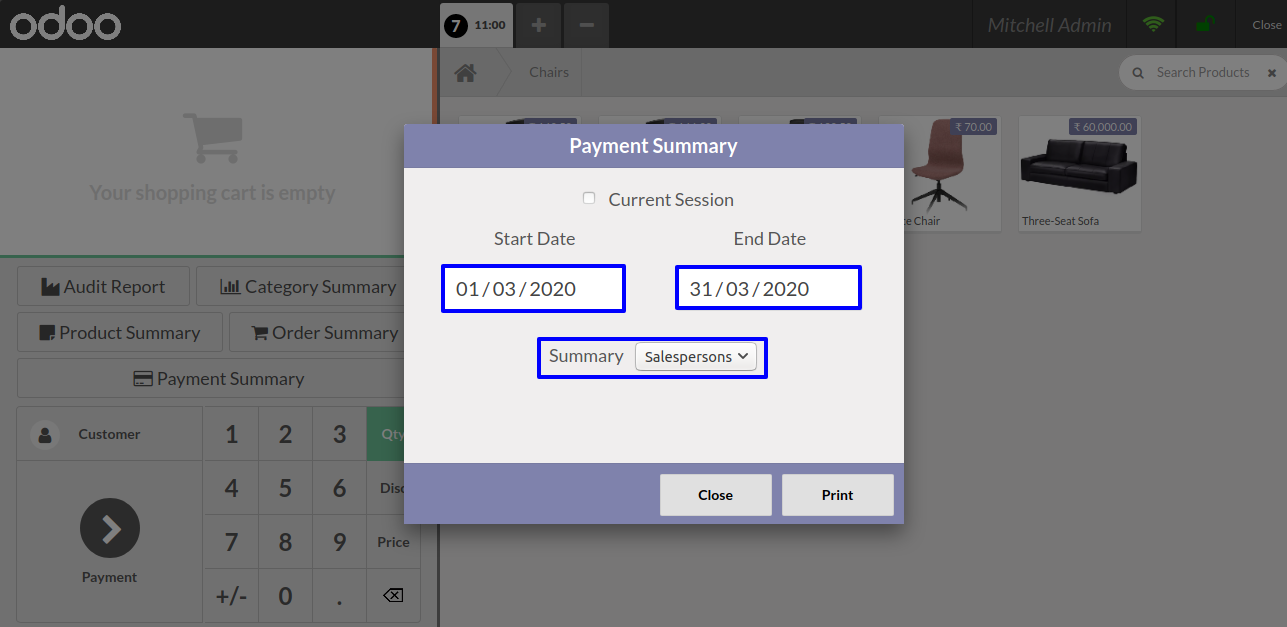 odoo
7 11:00
Mitchell Admin
Close
Chairs
Search Products
₹ 70.00
₹ 60,000.00
Your shopping cart is empty
Three-Seat Sofa
Chair
Payment Summary
Current Session
Start Date End Date
01/03/2020 31/03/2020
Summary Salespersons
Close Print
Audit Report Category Summary
Product Summary Order Summary
Payment Summary
Customer 1 2 3 Qty
4 5 6 Disc
7 8 9 Price
Payment
+/- 0 .